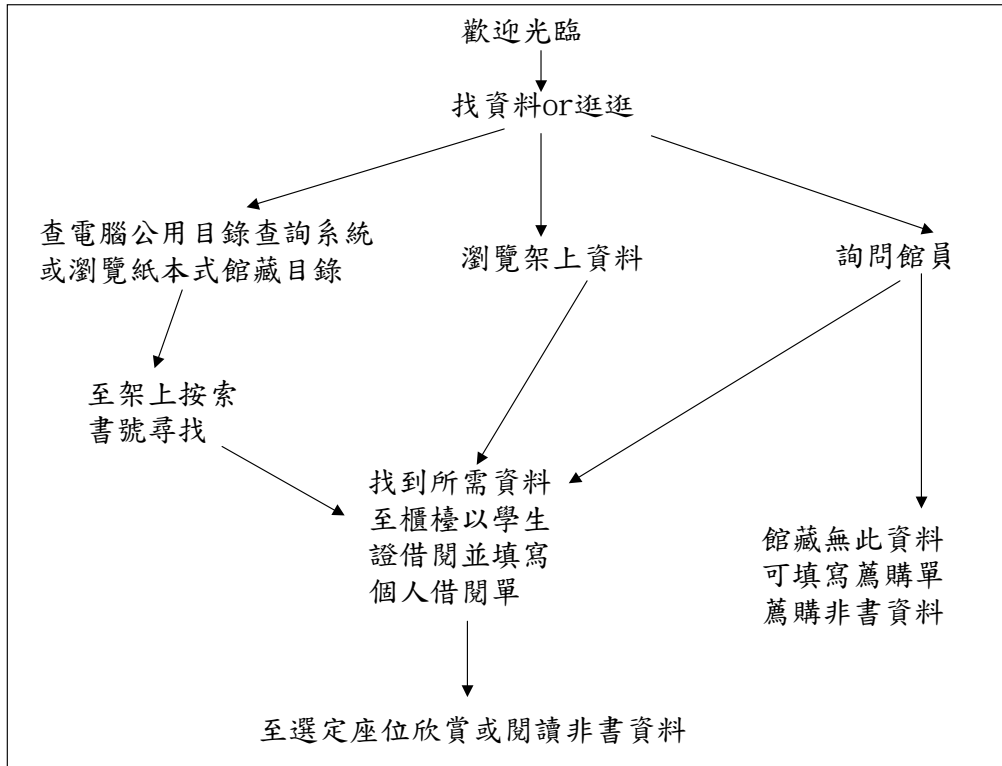 歡迎光臨
找資料or逛逛
查電腦公用目錄查詢系統
或瀏覽紙本式館藏目錄
瀏覽架上資料
詢問館員
至架上按索
書號尋找
找到所需資料
至櫃檯以學生
證借閱並填寫
個人借閱單
館藏無此資料
可填寫薦購單
薦購非書資料
至選定座位欣賞或閱讀非書資料